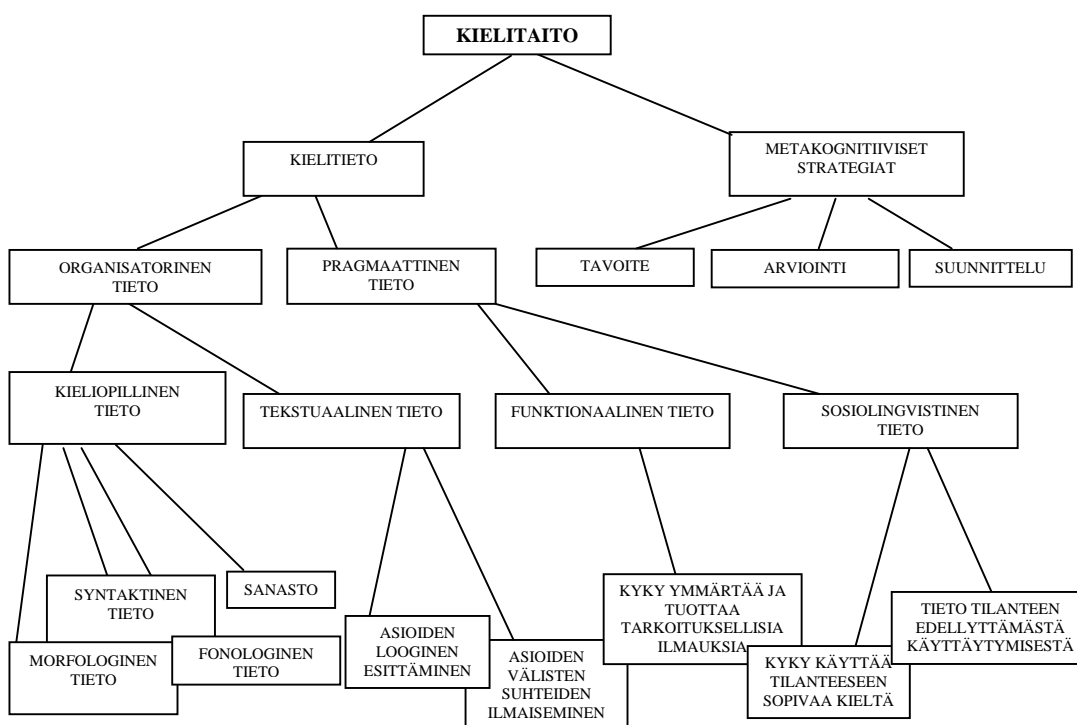 KIELITAITO
KIELITIETO
METAKOGNITIIVISET
STRATEGIAT
ORGANISATORINEN
TIETO
PRAGMAATTINEN
TIETO
TAVOITE
ARVIOINTI
SUUNNITTELU
KIELIOPILLINEN
TIETO
TEKSTUAALINEN TIETO
FUNKTIONAALINEN TIETO
SOSIOLINGVISTINEN
TIETO
SYNTAKTINEN
TIETO
SANASTO
MORFOLOGINEN
TIETO
FONOLOGINEN
TIETO
ASIOIDEN
LOOGINEN
ESITTÄMINEN
ASIOIDEN
VÄLISTEN
SUHTEIDEN
ILMAISEMINEN
KYKY YMMÄRTÄÄ JA
TUOTTAA
TARKOITUKSELLISIA
ILMAUKSIA
KYKY KÄYTTÄÄ
TILANTEESEEN
SOPIVAA KIELTÄ
TIETO TILANTEEN
EDELLYTTÄMÄSTÄ
KÄYTTÄYTYMISESTÄ